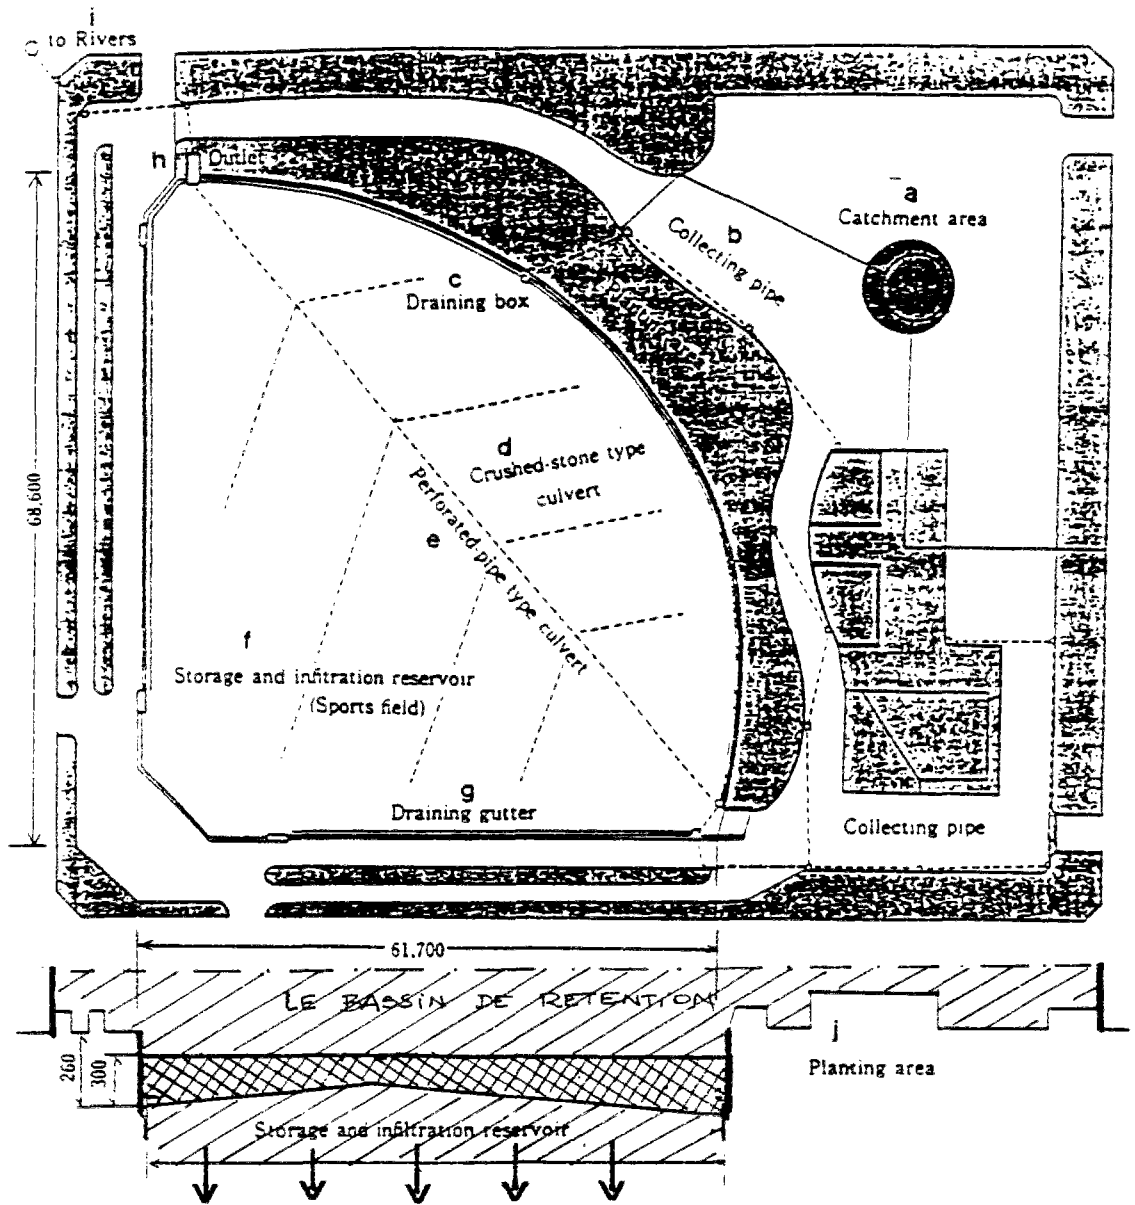 i
to Rivers
h
Outlet
a
Catchment area
b
Collecting pipe
c
Draining box
d
Crushed-stone type
culvert
Perforated-pipe type culvert
e
68.600
f
Storage and infitration reservoir
(Sports field)
g
Draining gutter
Collecting pipe
61.700
LE BASSIN DE RETENTION
260
300
j
Planting area
Storage and infiltration reservoir